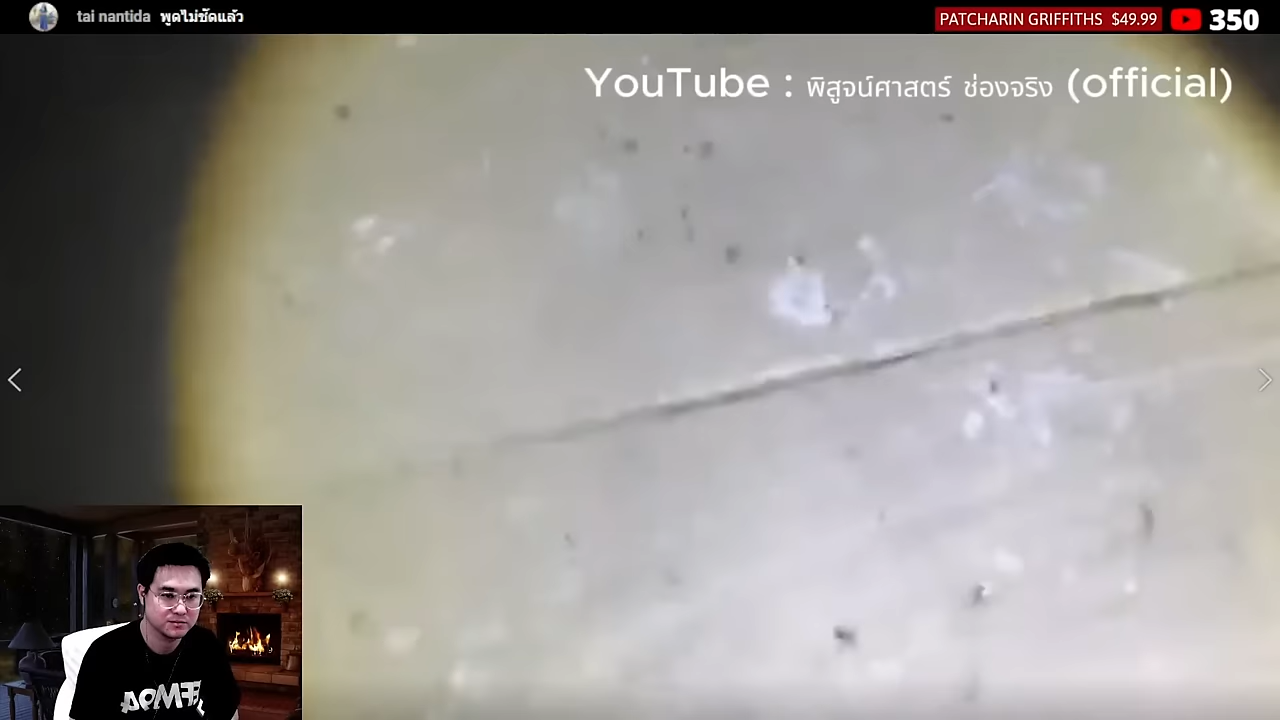 tai nantida พูดไม่ชัดแล้ว
PATCHARIN GRIFFITHS $49.99 350
YouTube : พิสูจน์ศาสตร์ ช่องจริง (official)